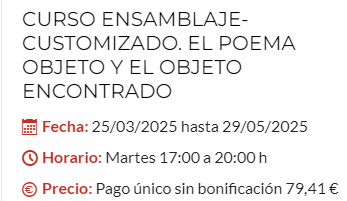 CURSO ENSAMBLAJE-
CUSTOMIZADO. EL POEMA
OBJETO Y EL OBJETO
ENCONTRADO
Fecha: 25/03/2025 hasta 29/05/2025
Horario: Martes 17:00 a 20:00 h
Precio: Pago único sin bonificación 79,41 €